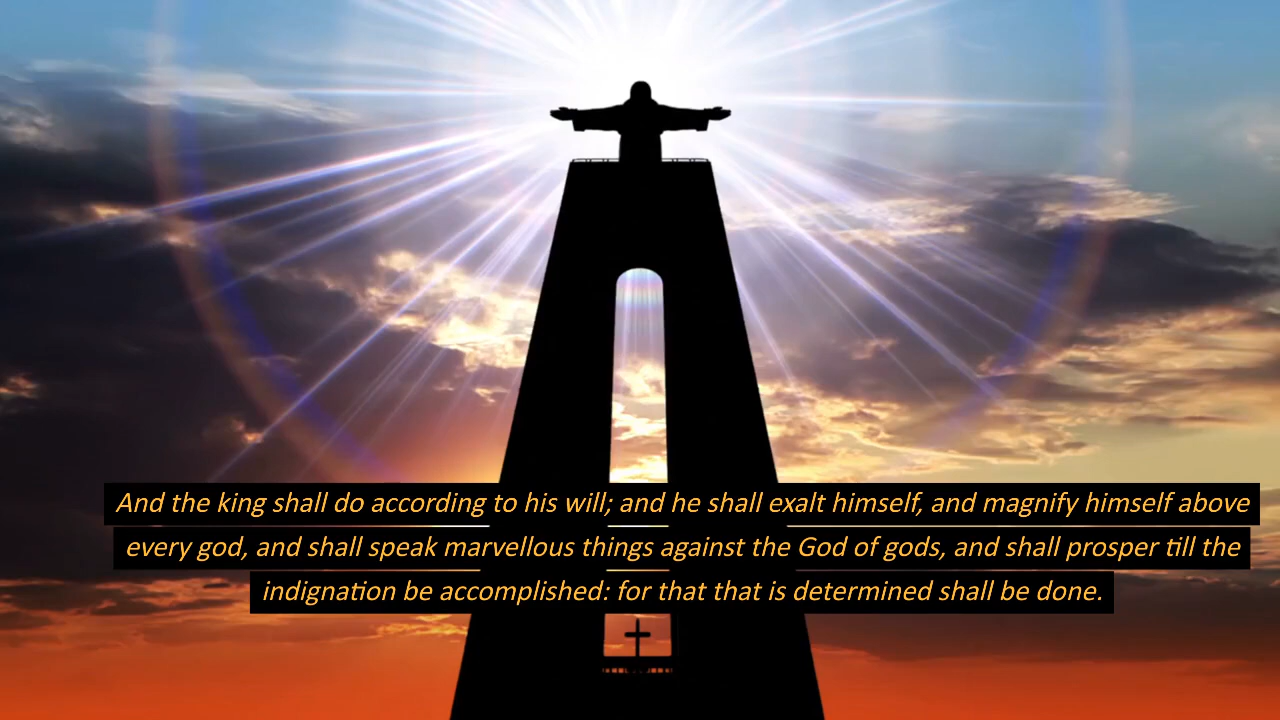 And the king shall do according to his will; and he shall exalt himself, and magnify himself above
every god, and shall speak marvellous things against the God of gods, and shall prosper till the
indignation be accomplished: for that that is determined shall be done.